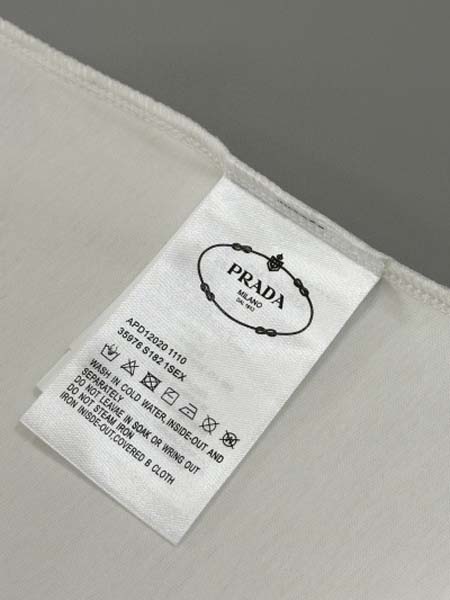 PRADA
MILANO
DAL 1913
APD12020 1110
35976 S182 1SEX
WASH IN COLD WATER, INSIDE-OUT AND
SEPARATELY
DO NOT LEAVE IN SOAK OR WRING OUT
DO NOT STEAM IRON
IRON INISIDE-OUT,COVERED B CLOTH